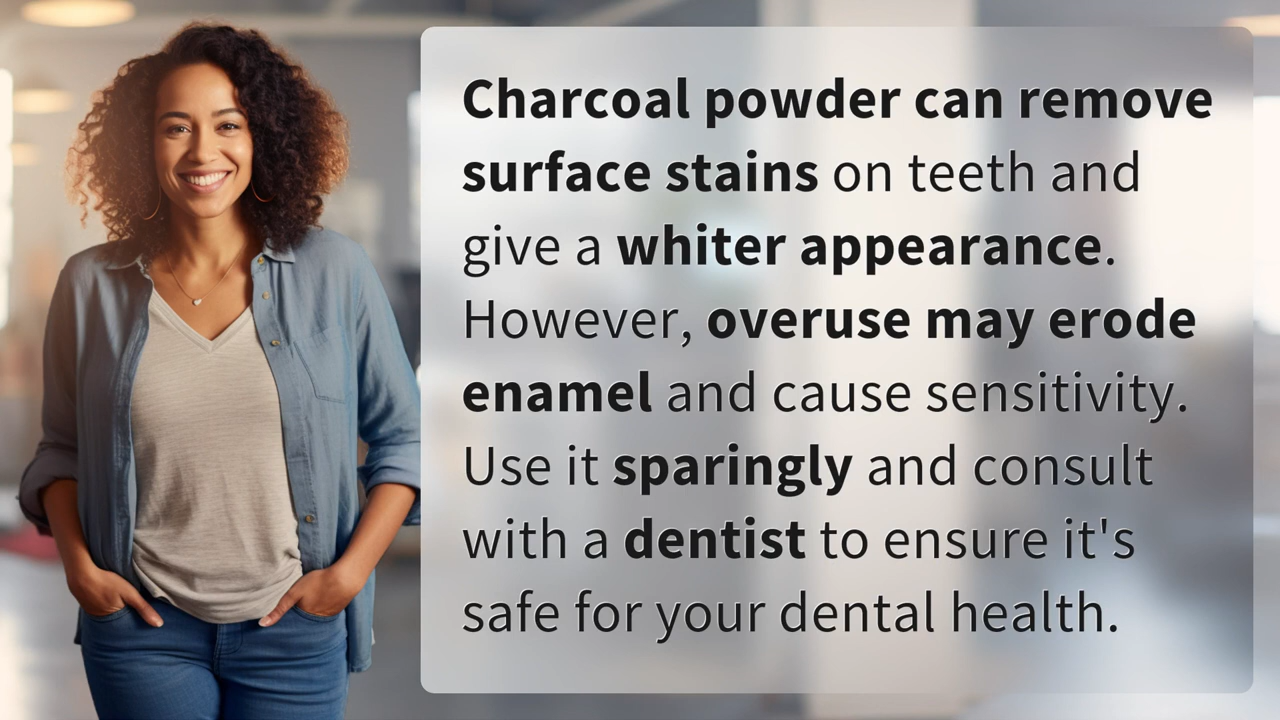 Charcoal powder can remove
surface stains on teeth and
give a whiter appearance.
However, overuse may erode
enamel and cause sensitivity.
Use it sparingly and consult
with a dentist to ensure it's
safe for your dental health.